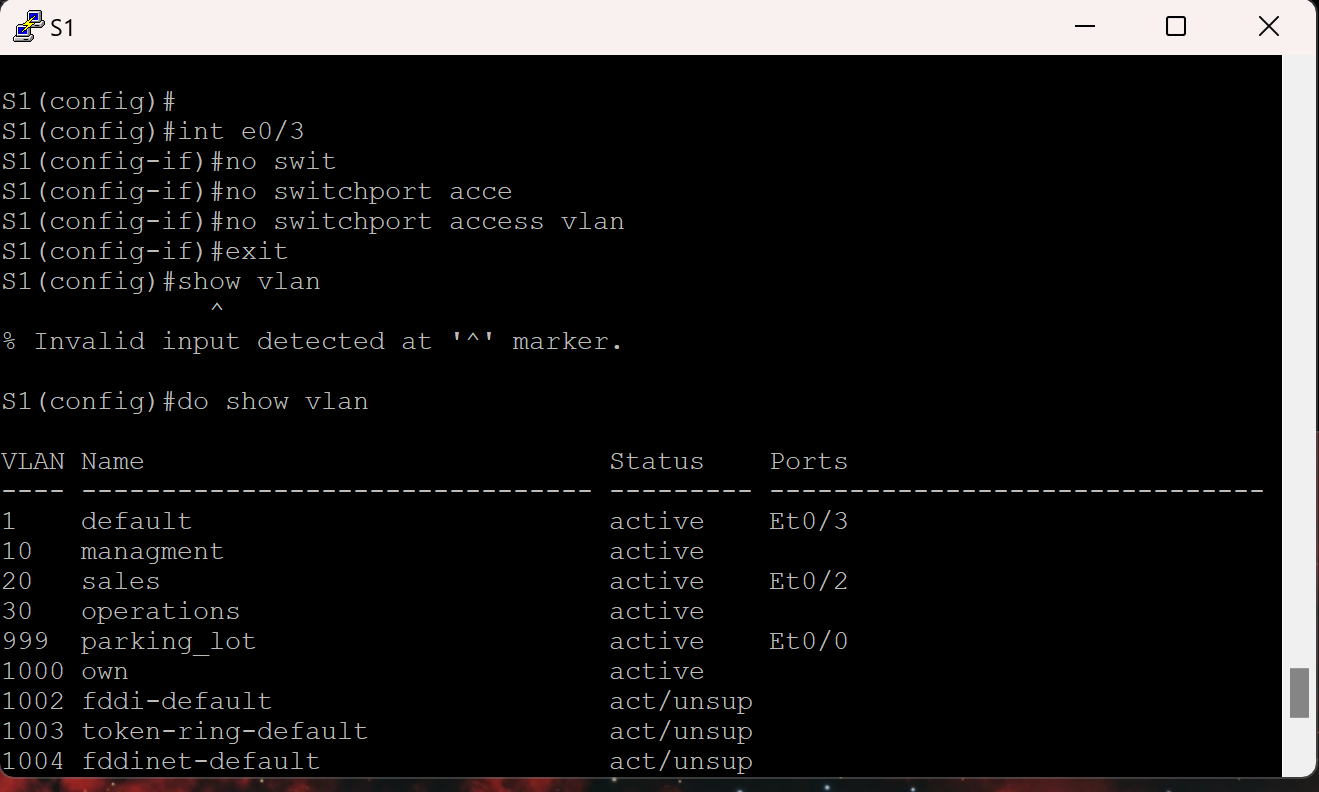 S1
S1(config)#
S1(config)#int e0/3
S1(config-if)#no swit
S1(config-if)#no switchport acce
S1(config-if)#no switchport access vlan
S1(config-if)#exit
S1(config)#show vlan
^
% Invalid input detected at '^' marker.
S1(config)#do show vlan
VLAN Name                             Status    Ports
---- -------------------------------- --------- -------------------------------
1    default                          active    Et0/3
10   managment                        active
20   sales                            active    Et0/2
30   operations                       active
999  parking_lot                      active    Et0/0
1000 own                              active
1002 fddi-default                     act/unsup
1003 token-ring-default               act/unsup
1004 fddinet-default                  act/unsup